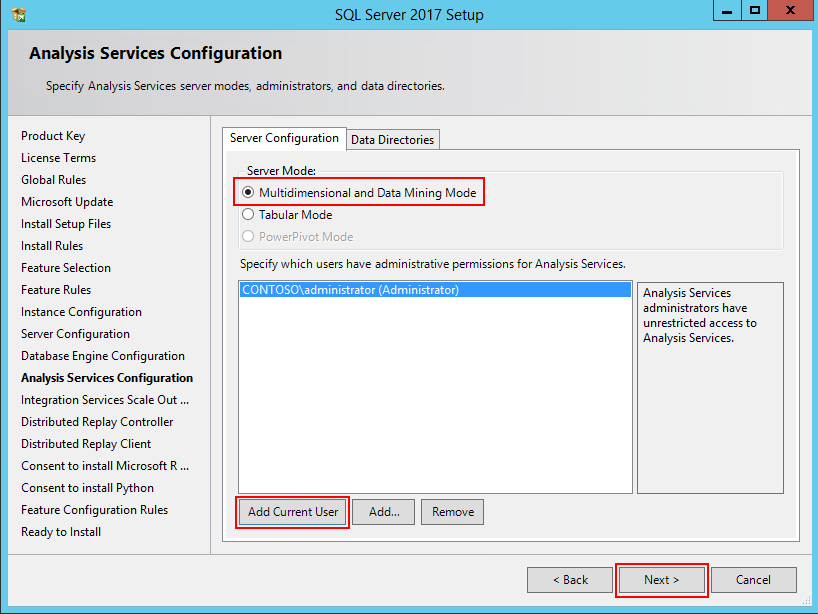 SQL Server 2017 Setup
Analysis Services Configuration
Specify Analysis Services server modes, administrators, and data directories.
Product Key
License Terms
Global Rules
Microsoft Update
Install Setup Files
Install Rules
Feature Selection
Feature Rules
Instance Configuration
Server Configuration
Database Engine Configuration
Analysis Services Configuration
Integration Services Scale Out ...
Distributed Replay Controller
Distributed Replay Client
Consent to install Microsoft R ...
Consent to install Python
Feature Configuration Rules
Ready to Install
Server Configuration Data Directories
Server Mode:
Multidimensional and Data Mining Mode
Tabular Mode
PowerPivot Mode
Specify which users have administrative permissions for Analysis Services.
CONTOSO\administrator (Administrator)
Analysis Services
administrators have
unrestricted access to
Analysis Services.
Add Current User Add... Remove
< Back Next > Cancel